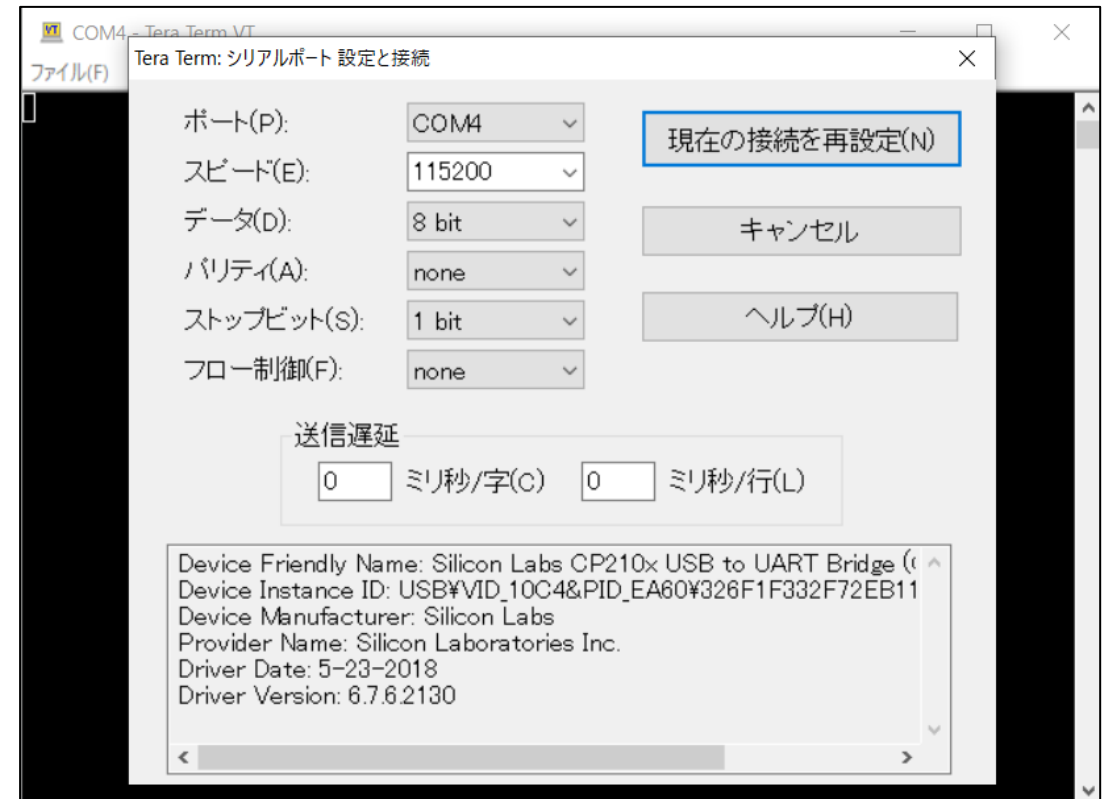 COM4 - Tera Term VT
ファイル(F)
Tera Term: シリアルポート 設定と接続
ポート(P): COM4
現在の接続を再設定(N)
スピード(E): 115200
データ(D): 8 bit
キャンセル
パリティ(A): none
ストップビット(S): 1 bit
ヘルプ(H)
フロー制御(F): none
送信遅延
0 ミリ秒/字(C) 0 ミリ秒/行(L)
Device Friendly Name: Silicon Labs CP210x USB to UART Bridge (
Device Instance ID: USB¥VID_10C4&PID_EA60¥326F1F332F72EB11
Device Manufacturer: Silicon Labs
Provider Name: Silicon Laboratories Inc.
Driver Date: 5-23-2018
Driver Version: 6.7.6.2130